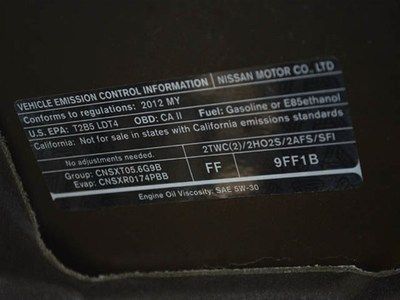 VEHICLE EMISSION CONTROL INFORMATION NISSAN MOTOR CO., LTD
Conforms to regulations: 2012 MY
U.S. EPA: T2B5 LDT4 OBD: CA II Fuel: Gasoline or E85ethanol
California: Not for sale in states with California emissions standards
No adjustments needed. 2TWC(2)/2HO2S/2AFS/SFI
Group: CNSXT05.6G9B FF 9FF1B
Evap: CNSXR0174PBB
Engine Oil Viscosity: SAE 5W-30